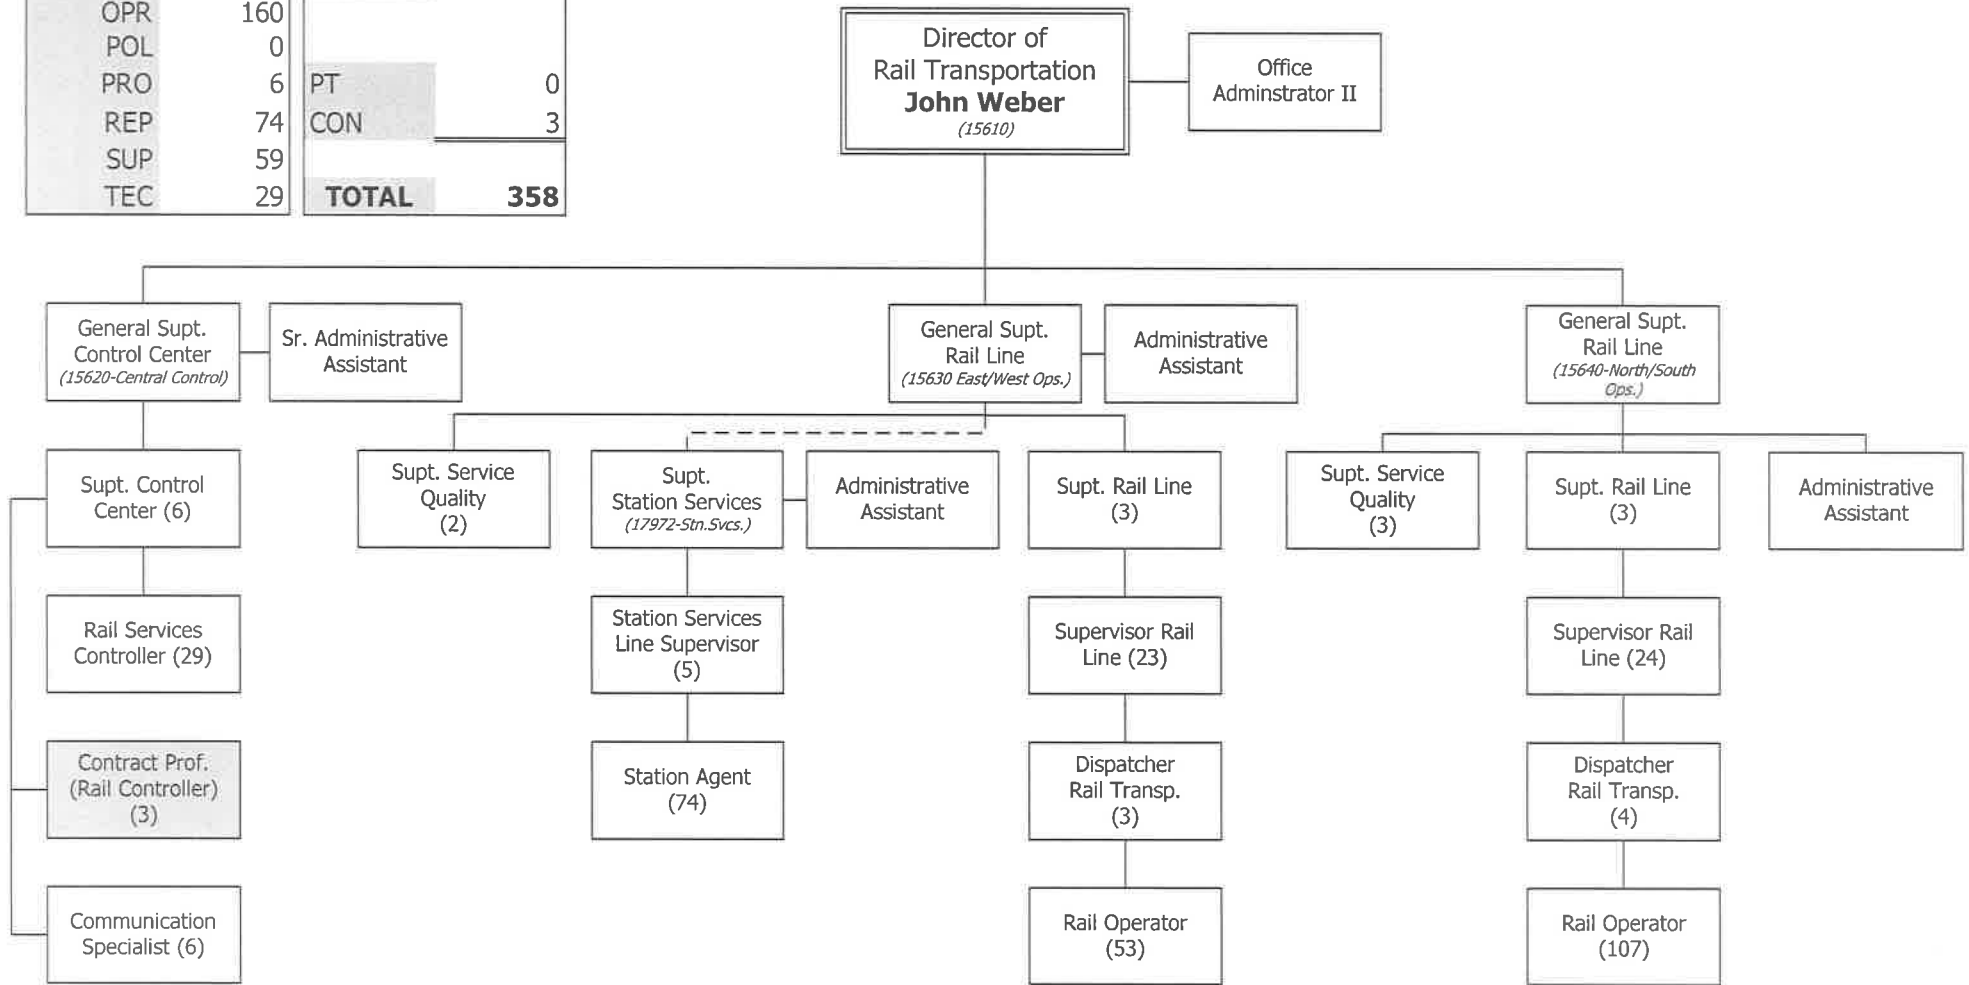 OPR 160
POL 0
PRO 6 PT 0
REP 74 CON 3
SUP 59
TEC 29 TOTAL 358
Director of
Rail Transportation
John Weber
(15610)
Office
Adminstrator II
General Supt.
Control Center
(15620-Central Control)
Sr. Administrative
Assistant
General Supt.
Rail Line
(15630 East/West Ops.)
Administrative
Assistant
General Supt.
Rail Line
(15640-North/South
Ops.)
Supt. Control
Center (6)
Supt. Service
Quality
(2)
Supt.
Station Services
(17972-Stn.Svcs.)
Administrative
Assistant
Supt. Rail Line
(3)
Supt. Service
Quality
(3)
Supt. Rail Line
(3)
Administrative
Assistant
Rail Services
Controller (29)
Station Services
Line Supervisor
(5)
Supervisor Rail
Line (23)
Supervisor Rail
Line (24)
Contract Prof.
(Rail Controller)
(3)
Station Agent
(74)
Dispatcher
Rail Transp.
(3)
Dispatcher
Rail Transp.
(4)
Communication
Specialist (6)
Rail Operator
(53)
Rail Operator
(107)